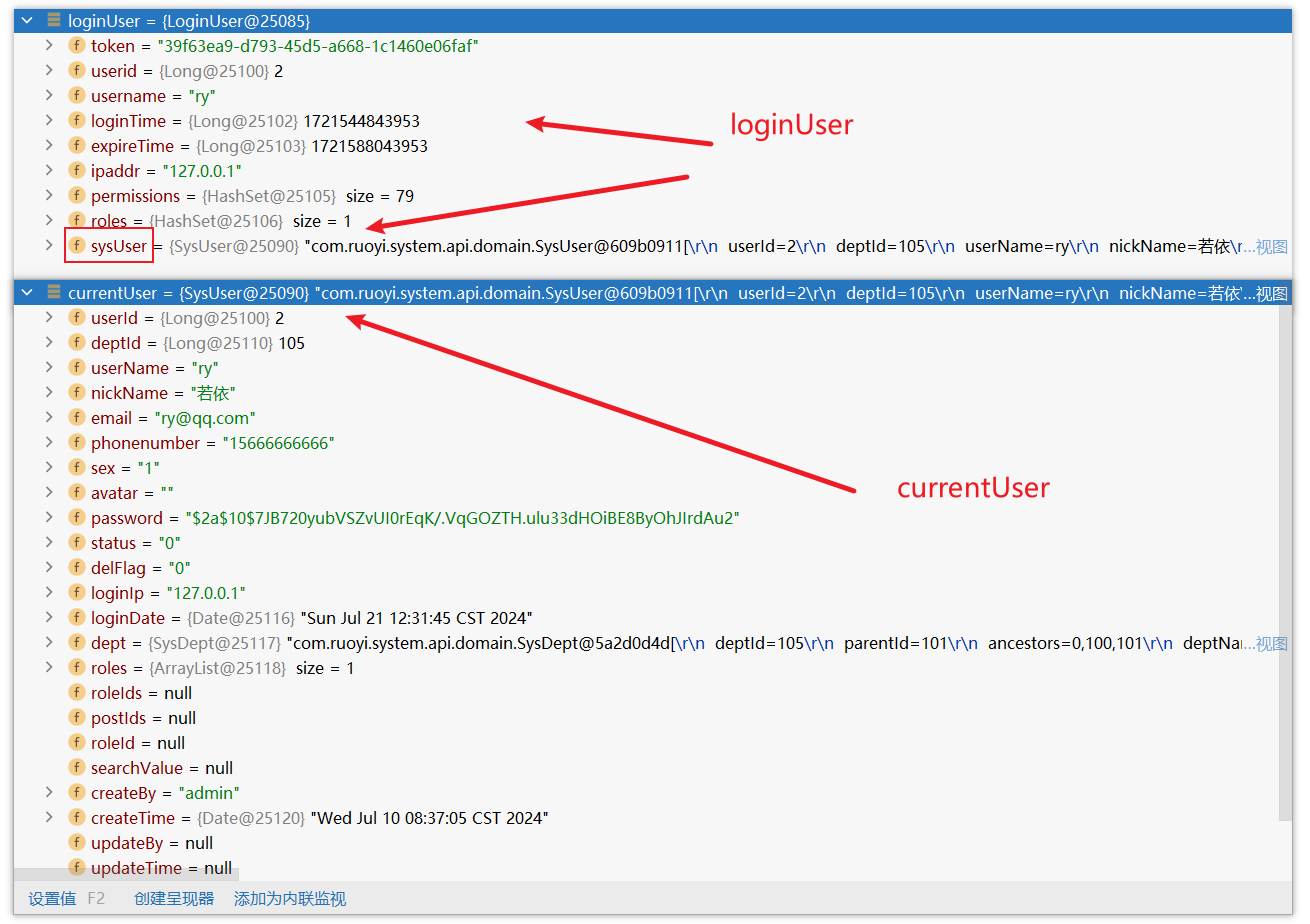 loginUser = {LoginUser@25085}
f token = "39f63ea9-d793-45d5-a668-1c1460e06faf"
f userid = {Long@25100} 2
f username = "ry"
f loginTime = {Long@25102} 1721544843953
f expireTime = {Long@25103} 1721588043953
f ipaddr = "127.0.0.1"
f permissions = {HashSet@25105} size = 79
f roles = {HashSet@25106} size = 1
f sysUser = {SysUser@25090} "com.ruoyi.system.api.domain.SysUser@609b0911[\r\n userId=2\r\n deptId=105\r\n userName=ry\r\n nickName=若依\r...视图
loginUser
currentUser = {SysUser@25090} "com.ruoyi.system.api.domain.SysUser@609b0911[\r\n userId=2\r\n deptId=105\r\n userName=ry\r\n nickName=若依\...视图
f userId = {Long@25100} 2
f deptId = {Long@25110} 105
f userName = "ry"
f nickName = "若依"
f email = "ry@qq.com"
f phonenumber = "15666666666"
f sex = "1"
f avatar = ""
f password = "$2a$10$7JB720yubVSZvUI0rEqK/.VqGOZTH.ulu33dHOiBE8ByOhJIrdAu2"
f status = "0"
f delFlag = "0"
f loginIp = "127.0.0.1"
f loginDate = {Date@25116} "Sun Jul 21 12:31:45 CST 2024"
f dept = {SysDept@25117} "com.ruoyi.system.api.domain.SysDept@5a2d0d4d[\r\n deptId=105\r\n parentId=101\r\n ancestors=0,100,101\r\n deptNa...视图
f roles = {ArrayList@25118} size = 1
f roleIds = null
f postIds = null
f roleId = null
f searchValue = null
f createBy = "admin"
f createTime = {Date@25120} "Wed Jul 10 08:37:05 CST 2024"
f updateBy = null
f updateTime = null
currentUser
设置值 F2 创建呈现器 添加为内联监视